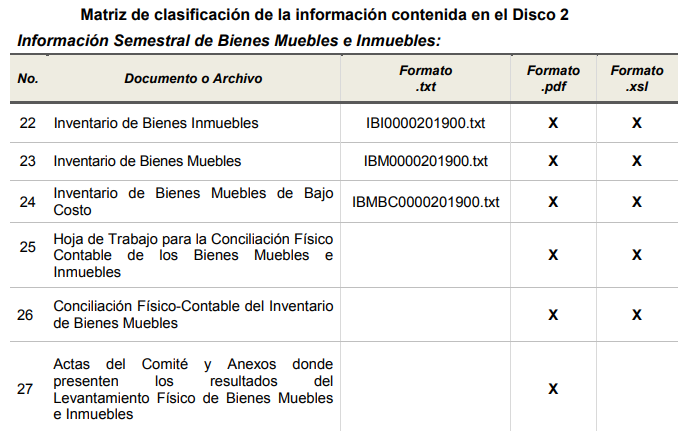 Matriz de clasificación de la información contenida en el Disco 2
Información Semestral de Bienes Muebles e Inmuebles:
No. Documento o Archivo Formato .txt Formato .pdf Formato .xsl
22 Inventario de Bienes Inmuebles IBI0000201900.txt X X
23 Inventario de Bienes Muebles IBM0000201900.txt X X
24 Inventario de Bienes Muebles de Bajo
Costo IBMBC0000201900.txt X X
25 Hoja de Trabajo para la Conciliación Físico
Contable de los Bienes Muebles e
Inmuebles X X
26 Conciliación Físico-Contable del Inventario
de Bienes Muebles X X
27 Actas del Comité y Anexos donde
presenten los resultados del
Levantamiento Físico de Bienes Muebles
e Inmuebles X